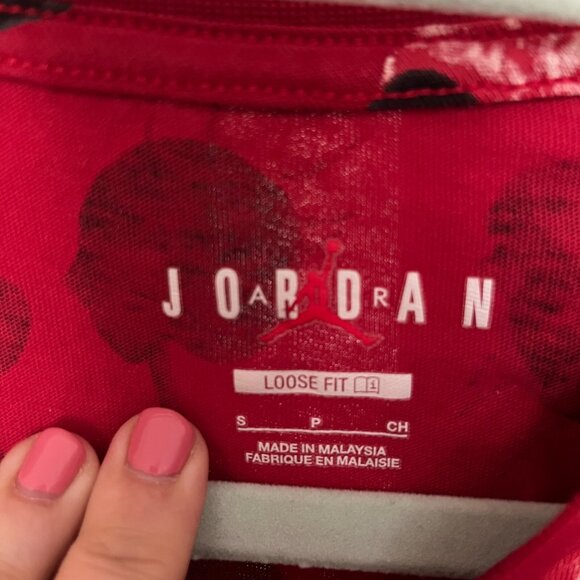 JORDAN
AIR
LOOSE FIT
S P CH
MADE IN MALAYSIA
FABRIQUE EN MALAISIE